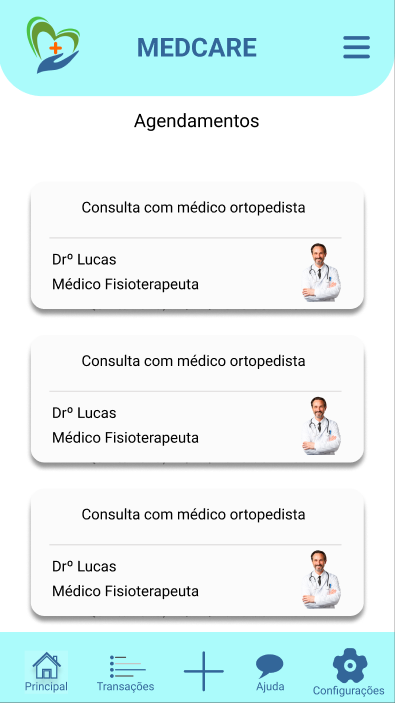 MEDCARE
Agendamentos
Consulta com médico ortopedista
Drº Lucas
Médico Fisioterapeuta
Consulta com médico ortopedista
Drº Lucas
Médico Fisioterapeuta
Consulta com médico ortopedista
Drº Lucas
Médico Fisioterapeuta
Principal
Transações
Ajuda
Configurações